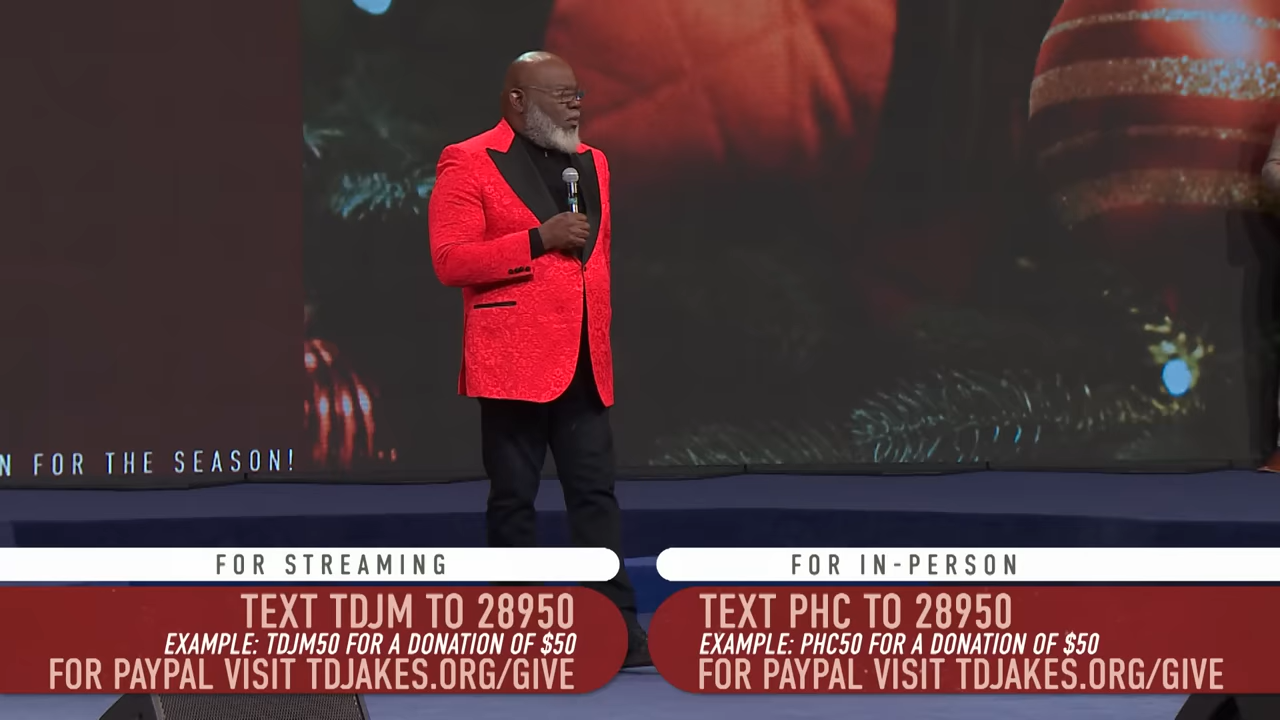 N FOR THE SEASON!
FOR STREAMING
TEXT TDJM TO 28950
EXAMPLE: TDJM50 FOR A DONATION OF $50
FOR PAYPAL VISIT TDJAKES.ORG/GIVE
FOR IN-PERSON
TEXT PHC TO 28950
EXAMPLE: PHC50 FOR A DONATION OF $50
FOR PAYPAL VISIT TDJAKES.ORG/GIVE